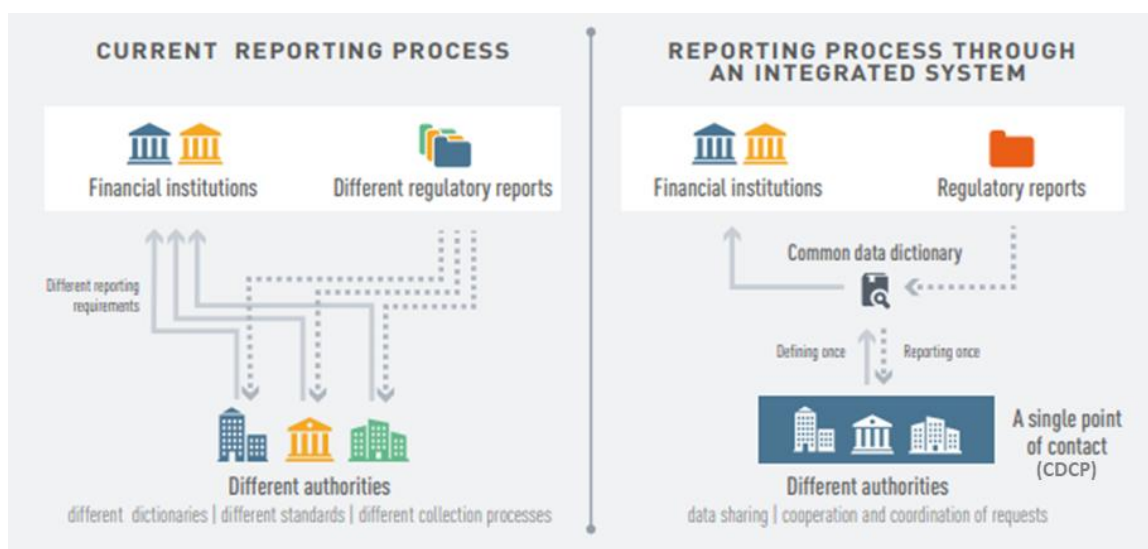 CURRENT REPORTING PROCESS
Financial institutions
Different regulatory reports
Different reporting
requirements
Different authorities
different dictionaries | different standards | different collection processes
REPORTING PROCESS THROUGH
AN INTEGRATED SYSTEM
Financial institutions
Regulatory reports
Common data dictionary
Defining once
Reporting once
A single point
of contact
(CDCP)
Different authorities
data sharing | cooperation and coordination of requests